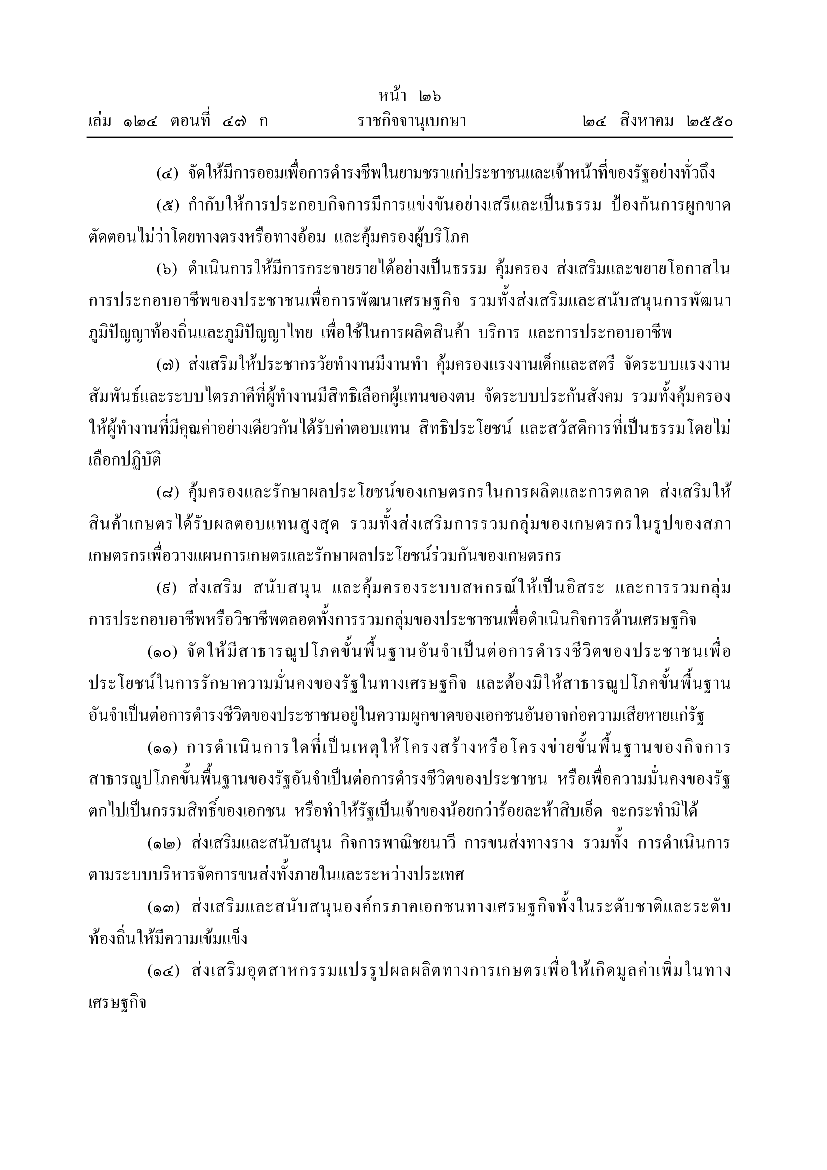 หน้า ๒๖
เล่ม ๑๒๔ ตอนที่ ๔๗ ก ราชกิจจานุเบกษา ๒๔ สิงหาคม ๒๕๕๐
(๔) จัดให้มีการออมเพื่อการดำรงชีพในยามชราแก่ประชาชนและเจ้าหน้าที่ของรัฐอย่างทั่วถึง
(๕) กำกับให้การประกอบกิจการมีการแข่งขันอย่างเสรีและเป็นธรรม ป้องกันการผูกขาด
ตัดตอนไม่ว่าโดยทางตรงหรือทางอ้อม และคุ้มครองผู้บริโภค
(๖) ดำเนินการให้มีการกระจายรายได้อย่างเป็นธรรม คุ้มครอง ส่งเสริมและขยายโอกาสใน
การประกอบอาชีพของประชาชนเพื่อการพัฒนาเศรษฐกิจ รวมทั้งส่งเสริมและสนับสนุนการพัฒนา
ภูมิปัญญาท้องถิ่นและภูมิปัญญาไทย เพื่อใช้ในการผลิตสินค้า บริการ และการประกอบอาชีพ
(๗) ส่งเสริมให้ประชากรวัยทำงานมีงานทำ คุ้มครองแรงงานเด็กและสตรี จัดระบบแรงงาน
สัมพันธ์และระบบไตรภาคีที่ผู้ทำงานมีสิทธิเลือกผู้แทนของตน จัดระบบประกันสังคม รวมทั้งคุ้มครอง
ให้ผู้ทำงานที่มีคุณค่าอย่างเดียวกันได้รับค่าตอบแทน สิทธิประโยชน์ และสวัสดิการที่เป็นธรรมโดยไม่
เลือกปฏิบัติ
(๘) คุ้มครองและรักษาผลประโยชน์ของเกษตรกรในการผลิตและการตลาด ส่งเสริมให้
สินค้าเกษตรได้รับผลตอบแทนสูงสุด รวมทั้งส่งเสริมการรวมกลุ่มของเกษตรกรในรูปของสภา
เกษตรกรเพื่อวางแผนการเกษตรและรักษาผลประโยชน์ร่วมกันของเกษตรกร
(๙) ส่งเสริม สนับสนุน และคุ้มครองระบบสหกรณ์ให้เป็นอิสระ และการรวมกลุ่ม
การประกอบอาชีพหรือวิชาชีพตลอดทั้งการรวมกลุ่มของประชาชนเพื่อดำเนินกิจการด้านเศรษฐกิจ
(๑๐) จัดให้มีสาธารณูปโภคขั้นพื้นฐานอันจำเป็นต่อการดำรงชีวิตของประชาชนเพื่อ
ประโยชน์ในการรักษาความมั่นคงของรัฐในทางเศรษฐกิจ และต้องมิให้สาธารณูปโภคขั้นพื้นฐาน
อันจำเป็นต่อการดำรงชีวิตของประชาชนอยู่ในความผูกขาดของเอกชนอันอาจก่อความเสียหายแก่รัฐ
(๑๑) การดำเนินการใดที่เป็นเหตุให้โครงสร้างหรือโครงข่ายขั้นพื้นฐานของกิจการ
สาธารณูปโภคขั้นพื้นฐานของรัฐอันจำเป็นต่อการดำรงชีวิตของประชาชน หรือเพื่อความมั่นคงของรัฐ
ตกไปเป็นกรรมสิทธิ์ของเอกชน หรือทำให้รัฐเป็นเจ้าของน้อยกว่าร้อยละห้าสิบเอ็ด จะกระทำมิได้
(๑๒) ส่งเสริมและสนับสนุน กิจการพาณิชยนาวี การขนส่งทางราง รวมทั้ง การดำเนินการ
ตามระบบบริหารจัดการขนส่งทั้งภายในและระหว่างประเทศ
(๑๓) ส่งเสริมและสนับสนุนองค์กรภาคเอกชนทางเศรษฐกิจทั้งในระดับชาติและระดับ
ท้องถิ่นให้มีความเข้มแข็ง
(๑๔) ส่งเสริมอุตสาหกรรมแปรรูปผลผลิตทางการเกษตรเพื่อให้เกิดมูลค่าเพิ่มในทาง
เศรษฐกิจ